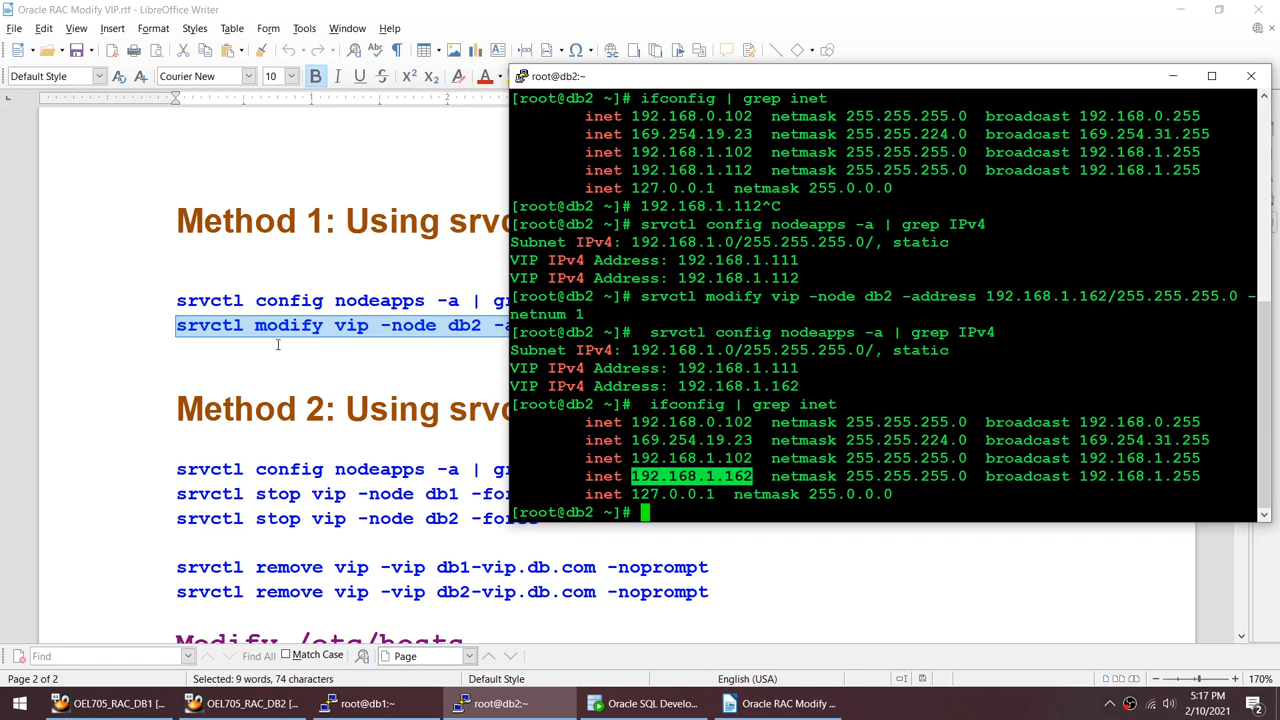 Oracle RAC Modify VIP.rtf - LibreOffice Writer
File Edit View Insert Format Styles Table Form Tools Window Help
Default Style Courier New 10
1 2
Method 1: Using srvc
srvctl config nodeapps -a | g
srvctl modify vip -node db2 -a
Method 2: Using srvc
srvctl config nodeapps -a | g
srvctl stop vip -node db1 -fo
srvctl stop vip -node db2 -force
srvctl remove vip -vip db1-vip.db.com -noprompt
srvctl remove vip -vip db2-vip.db.com -noprompt
Modify /etc/hosts
root@db2:~
[root@db2 ~]# ifconfig | grep inet
inet 192.168.0.102 netmask 255.255.255.0 broadcast 192.168.0.255
inet 169.254.19.23 netmask 255.255.224.0 broadcast 169.254.31.255
inet 192.168.1.102 netmask 255.255.255.0 broadcast 192.168.1.255
inet 192.168.1.112 netmask 255.255.255.0 broadcast 192.168.1.255
inet 127.0.0.1 netmask 255.0.0.0
[root@db2 ~]# 192.168.1.112^C
[root@db2 ~]# srvctl config nodeapps -a | grep IPv4
Subnet IPv4: 192.168.1.0/255.255.255.0/, static
VIP IPv4 Address: 192.168.1.111
VIP IPv4 Address: 192.168.1.112
[root@db2 ~]# srvctl modify vip -node db2 -address 192.168.1.162/255.255.255.0 -
netnum 1
[root@db2 ~]# srvctl config nodeapps -a | grep IPv4
Subnet IPv4: 192.168.1.0/255.255.255.0/, static
VIP IPv4 Address: 192.168.1.111
VIP IPv4 Address: 192.168.1.162
[root@db2 ~]# ifconfig | grep inet
inet 192.168.0.102 netmask 255.255.255.0 broadcast 192.168.0.255
inet 169.254.19.23 netmask 255.255.224.0 broadcast 169.254.31.255
inet 192.168.1.102 netmask 255.255.255.0 broadcast 192.168.1.255
inet 192.168.1.162 netmask 255.255.255.0 broadcast 192.168.1.255
inet 127.0.0.1 netmask 255.0.0.0
[root@db2 ~]#
Find Find All Match Case Page
Page 2 of 2 Selected: 9 words, 74 characters Default Style English (USA) 170%
OEL705_RAC_DB1 [... OEL705_RAC_DB2 [... root@db1:~ root@db2:~ Oracle SQL Develo... Oracle RAC Modify ... 5:17 PM
2/10/2021 2